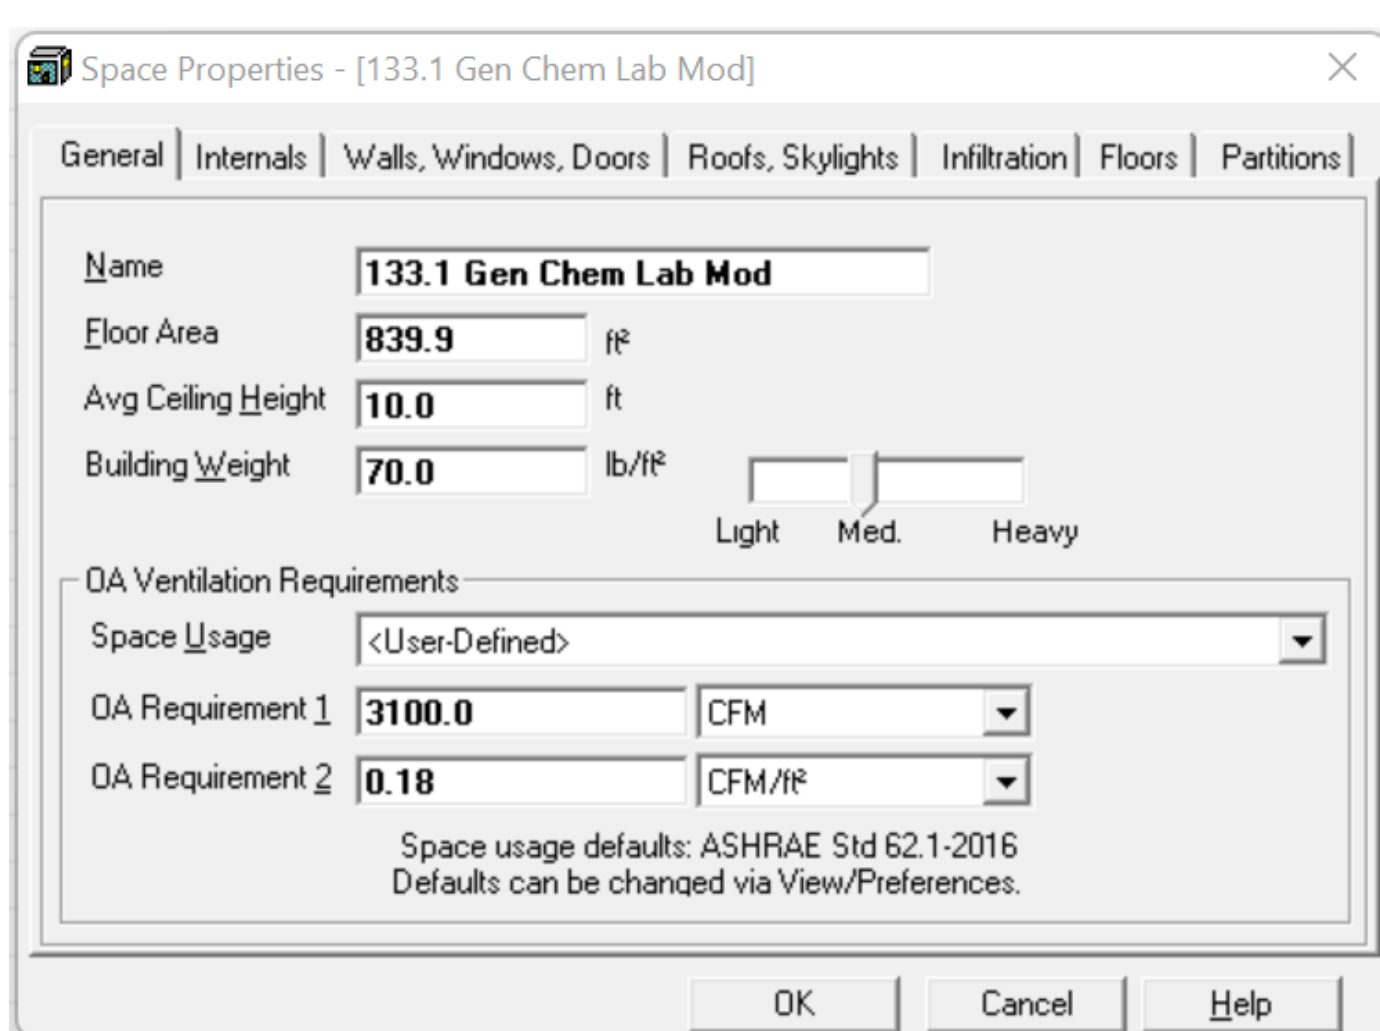 Space Properties - [133.1 Gen Chem Lab Mod]
General Internals Walls, Windows, Doors Roofs, Skylights Infiltration Floors Partitions
Name 133.1 Gen Chem Lab Mod
Floor Area 839.9 ft²
Avg Ceiling Height 10.0 ft
Building Weight 70.0 lb/ft²
Light Med. Heavy
OA Ventilation Requirements
Space Usage <User-Defined>
OA Requirement 1 3100.0 CFM
OA Requirement 2 0.18 CFM/ft²
Space usage defaults: ASHRAE Std 62.1-2016
Defaults can be changed via View/Preferences.
OK Cancel Help